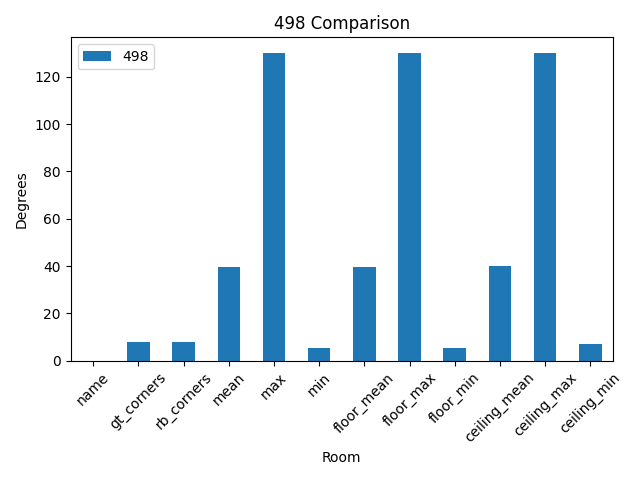 498 Comparison
498
Degrees
120
100
80
60
40
20
0
name
gt_corners
rb_corners
mean
max
min
floor_mean
floor_max
floor_min
ceiling_mean
ceiling_max
ceiling_min
Room